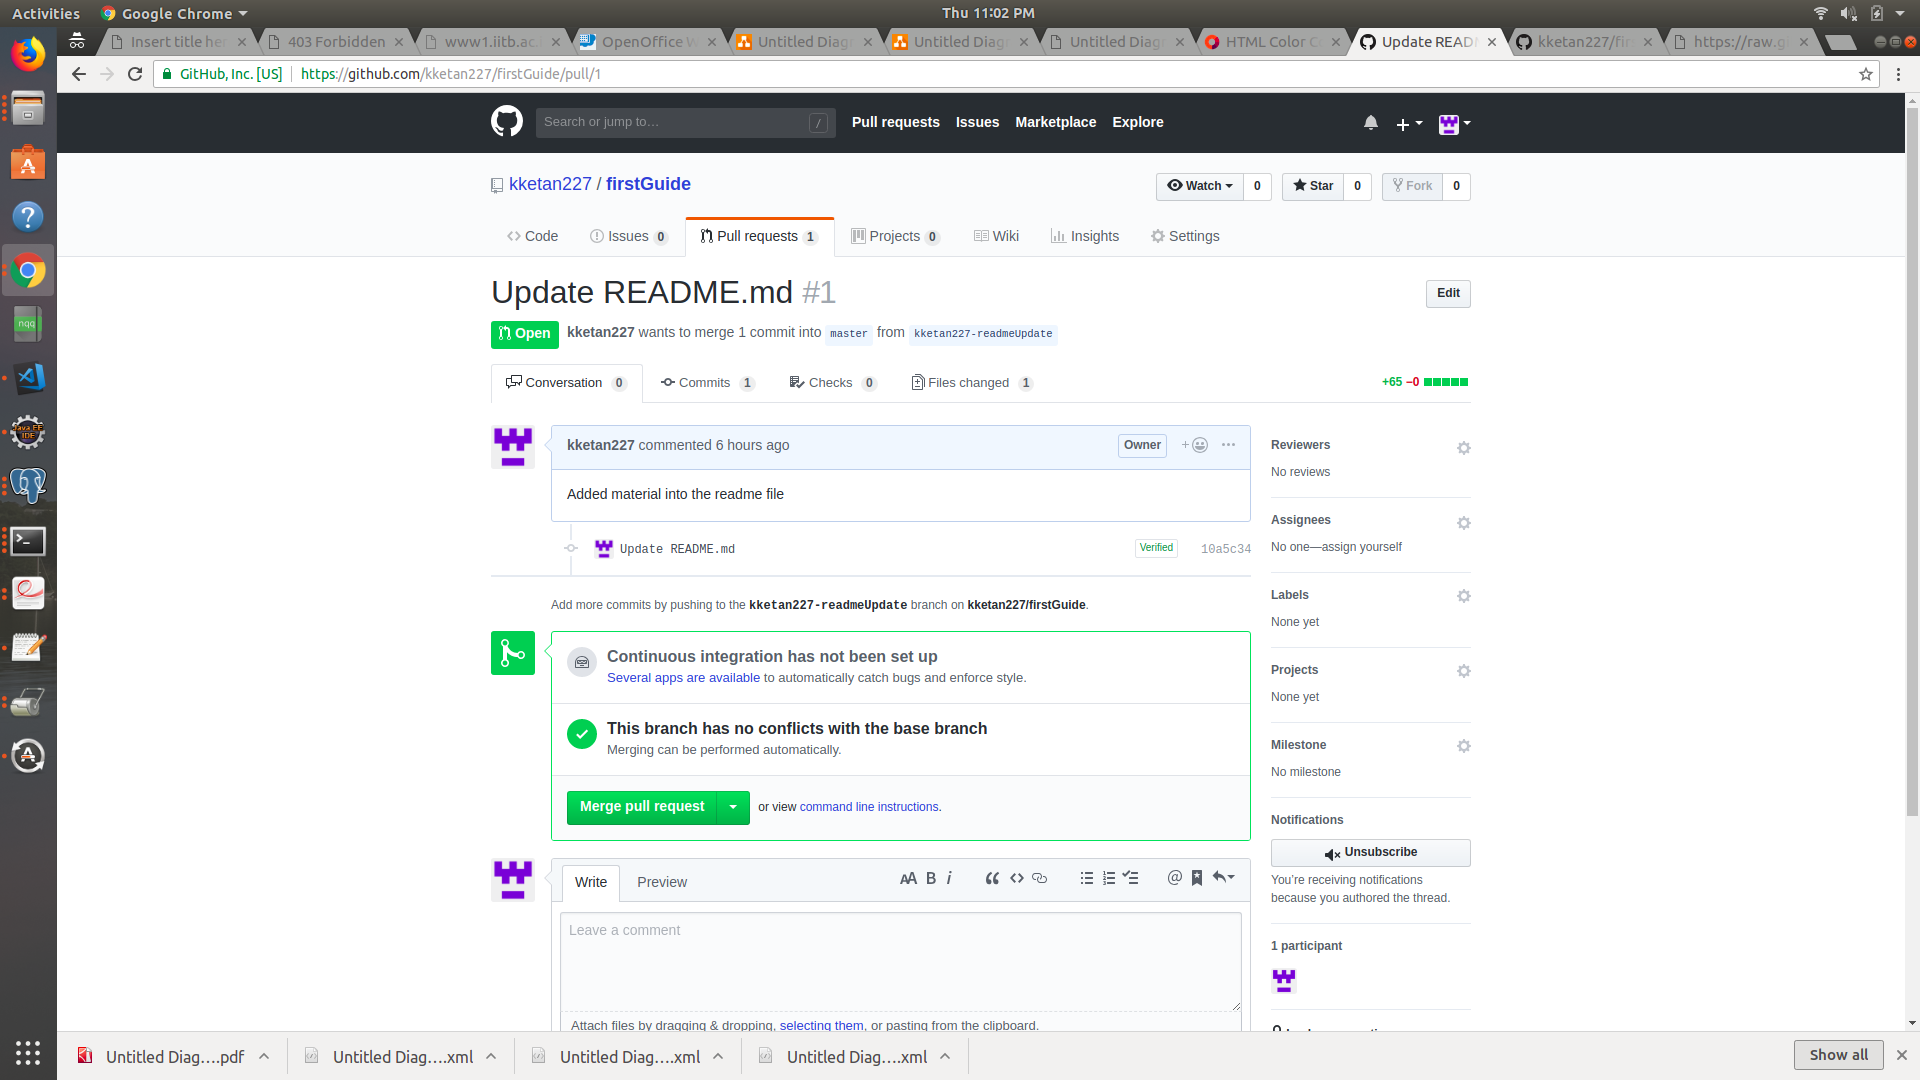 Activities Google Chrome Thu 11:02 PM
Insert title her 403 Forbidden www1.iitb.ac. OpenOffice W Untitled Diag Untitled Diag Untitled Diag HTML Color C Update READ kketan227/fir https://raw.g
GitHub, Inc. [US] https://github.com/kketan227/firstGuide/pull/1
Search or jump to… / Pull requests Issues Marketplace Explore
kketan227 / firstGuide Watch 0 Star 0 Fork 0
Code Issues 0 Pull requests 1 Projects 0 Wiki Insights Settings
Update README.md #1 Edit
Open kketan227 wants to merge 1 commit into master from kketan227-readmeUpdate
Conversation 0 Commits 1 Checks 0 Files changed 1 +65 −0
kketan227 commented 6 hours ago Owner
Added material into the readme file
Update README.md Verified 10a5c34
Add more commits by pushing to the kketan227-readmeUpdate branch on kketan227/firstGuide.
Continuous integration has not been set up
Several apps are available to automatically catch bugs and enforce style.
This branch has no conflicts with the base branch
Merging can be performed automatically.
Merge pull request or view command line instructions.
Write Preview AA B i @
Leave a comment
Attach files by dragging & dropping, selecting them, or pasting from the clipboard.
Reviewers
No reviews
Assignees
No one—assign yourself
Labels
None yet
Projects
None yet
Milestone
No milestone
Notifications
Unsubscribe
You’re receiving notifications
because you authored the thread.
1 participant
nqq
Java EE
IDE
Untitled Diag....pdf Untitled Diag....xml Untitled Diag....xml Untitled Diag....xml Show all